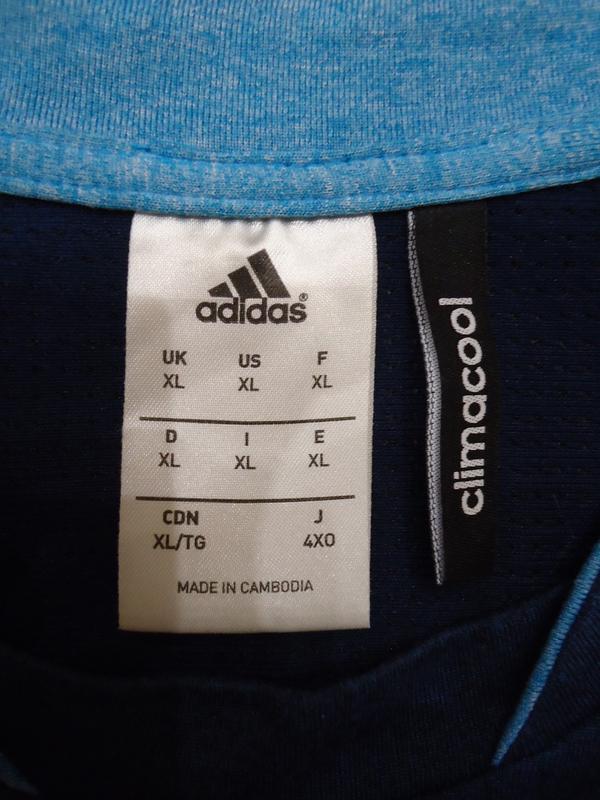 adidas®
UK US F
XL XL XL
D I E
XL XL XL
CDN J
XL/TG 4XO
MADE IN CAMBODIA
climacool